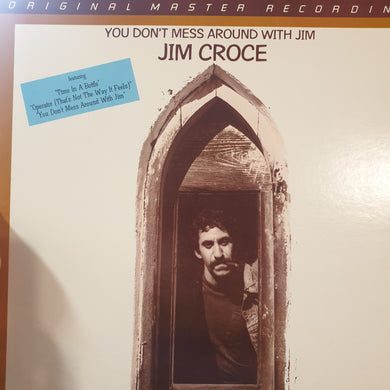 ORIGINAL MASTER RECORDIN
YOU DON'T MESS AROUND WITH JIM
JIM CROCE
featuring
"Time In A Bottle"
"Operator (That's Not The Way It Feels)"
"You Don't Mess Around With Jim"